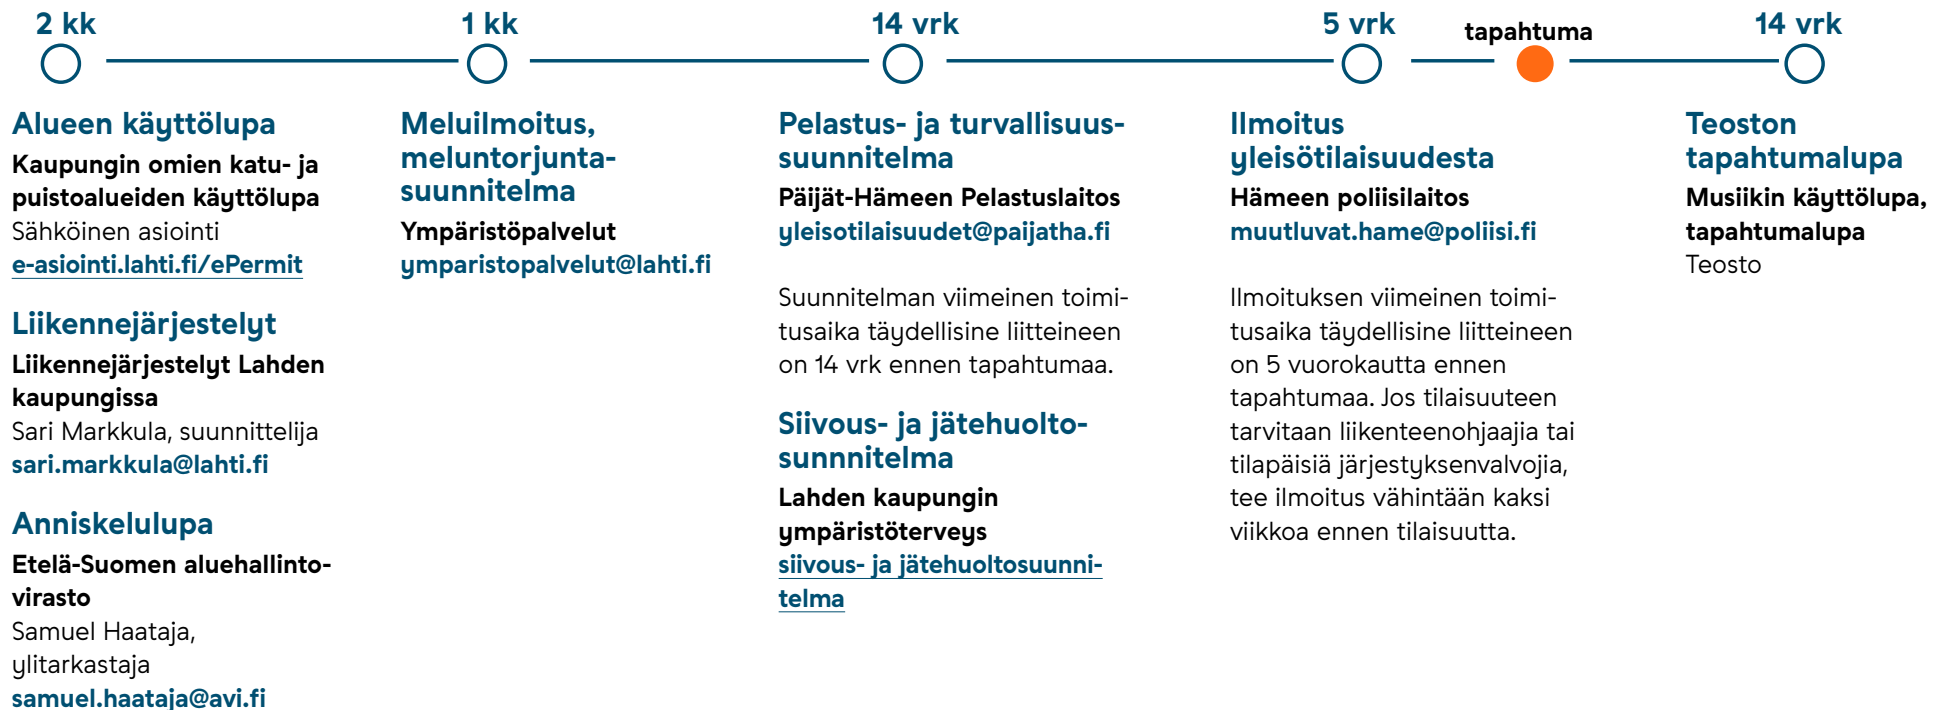 2 kk
1 kk
14 vrk
5 vrk
tapahtuma
14 vrk
Alueen käyttölupa
Kaupungin omien katu- ja
puistoalueiden käyttölupa
Sähköinen asiointi
e-asiointi.lahti.fi/ePermit
Liikennejärjestelyt
Liikennejärjestelyt Lahden
kaupungissa
Sari Markkula, suunnittelija
sari.markkula@lahti.fi
Anniskelulupa
Etelä-Suomen aluehallinto-
virasto
Samuel Haataja,
ylitarkastaja
samuel.haataja@avi.fi
Meluilmoitus,
meluntorjunta-
suunnitelma
Ympäristöpalvelut
ymparistopalvelut@lahti.fi
Pelastus- ja turvallisuus-
suunnitelma
Päijät-Hämeen Pelastuslaitos
yleisotilaisuudet@paijatha.fi
Suunnitelman viimeinen toimi-
tusaika täydellisine liitteineen
on 14 vrk ennen tapahtumaa.
Siivous- ja jätehuolto-
sunnnitelma
Lahden kaupungin
ympäristöterveys
siivous- ja jätehuoltosuunni-
telma
Ilmoitus
yleisötilaisuudesta
Hämeen poliisilaitos
muutluvat.hame@poliisi.fi
Ilmoituksen viimeinen toimi-
tusaika täydellisine liitteineen
on 5 vuorokautta ennen
tapahtumaa. Jos tilaisuuteen
tarvitaan liikenteenohjaajia tai
tilapäisiä järjestyksenvalvojia,
tee ilmoitus vähintään kaksi
viikkoa ennen tilaisuutta.
Teoston
tapahtumalupa
Musiikin käyttölupa,
tapahtumalupa
Teosto